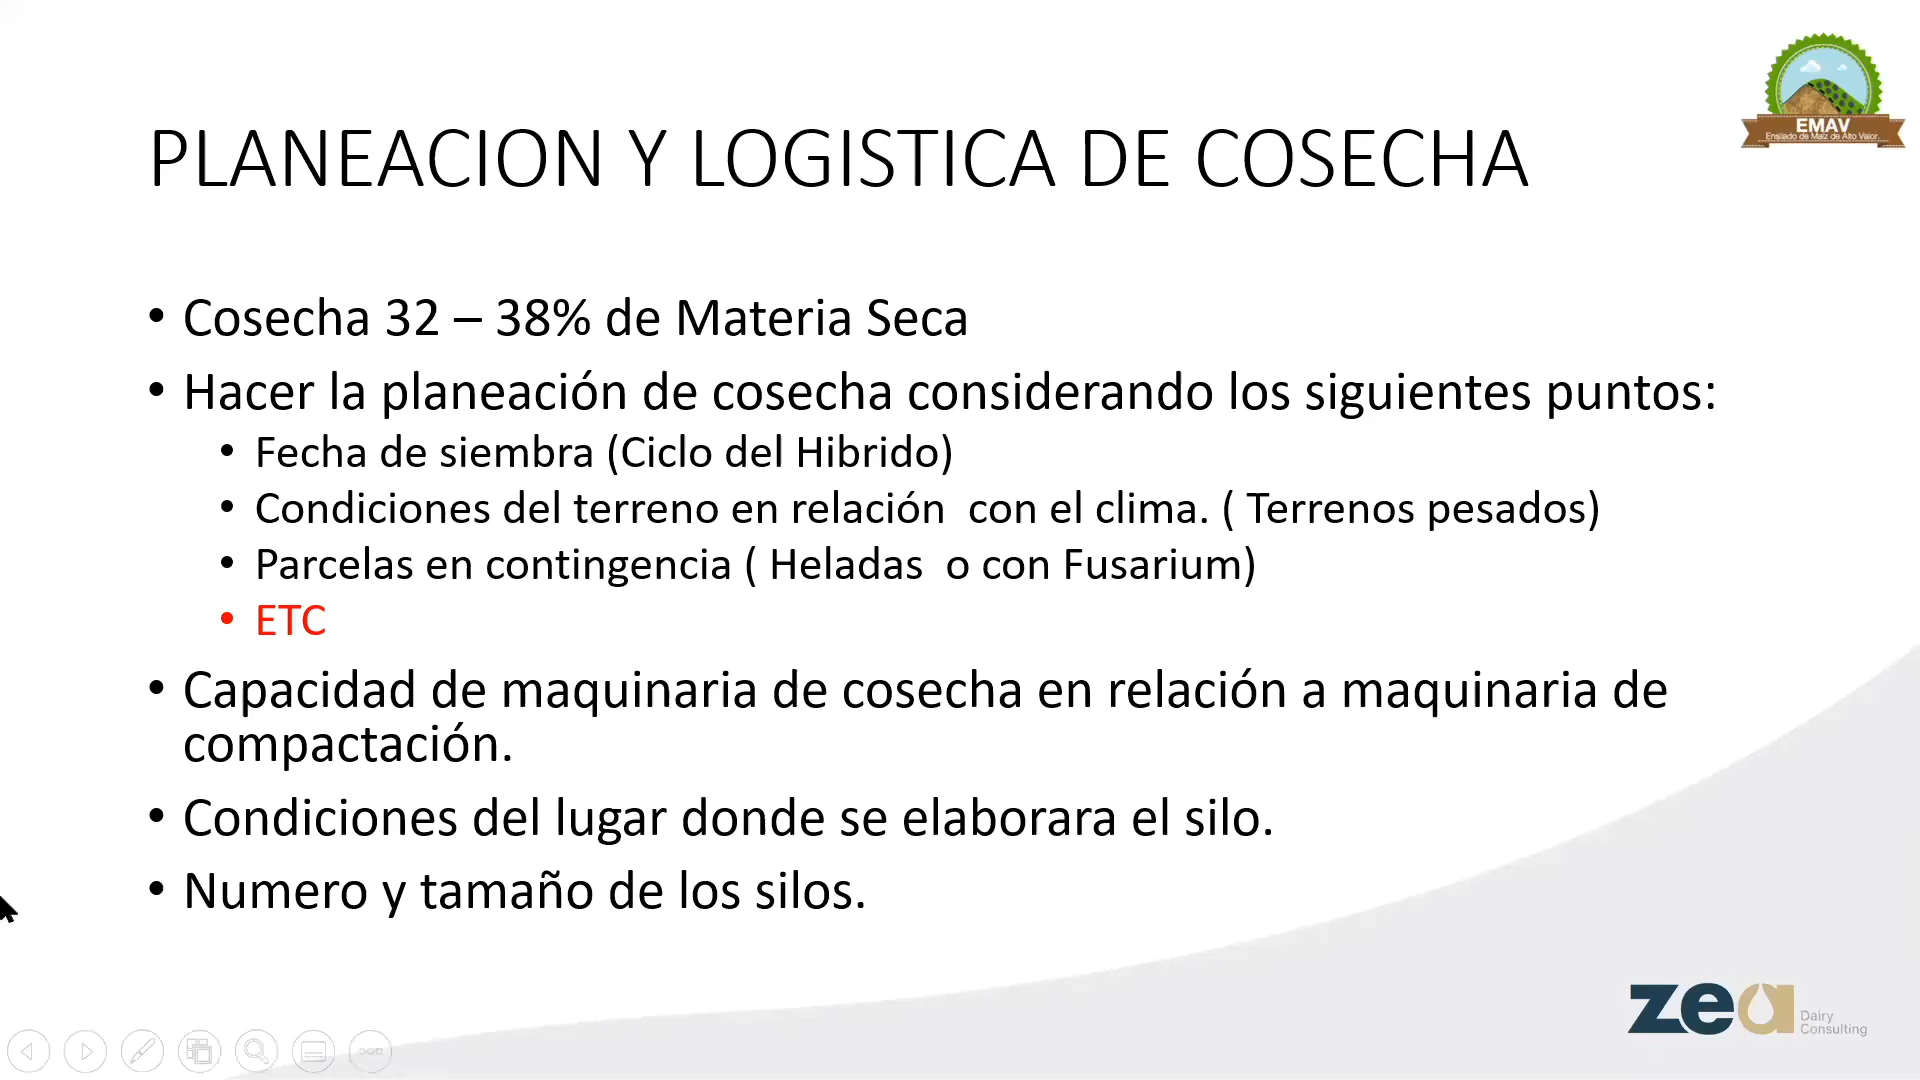 EMAV
Ensilado de Maíz de Alto Valor.
PLANEACION Y LOGISTICA DE COSECHA
• Cosecha 32 – 38% de Materia Seca
• Hacer la planeación de cosecha considerando los siguientes puntos:
• Fecha de siembra (Ciclo del Hibrido)
• Condiciones del terreno en relación  con el clima. ( Terrenos pesados)
• Parcelas en contingencia ( Heladas  o con Fusarium)
• ETC
• Capacidad de maquinaria de cosecha en relación a maquinaria de
compactación.
• Condiciones del lugar donde se elaborara el silo.
• Numero y tamaño de los silos.
zea
Dairy
Consulting